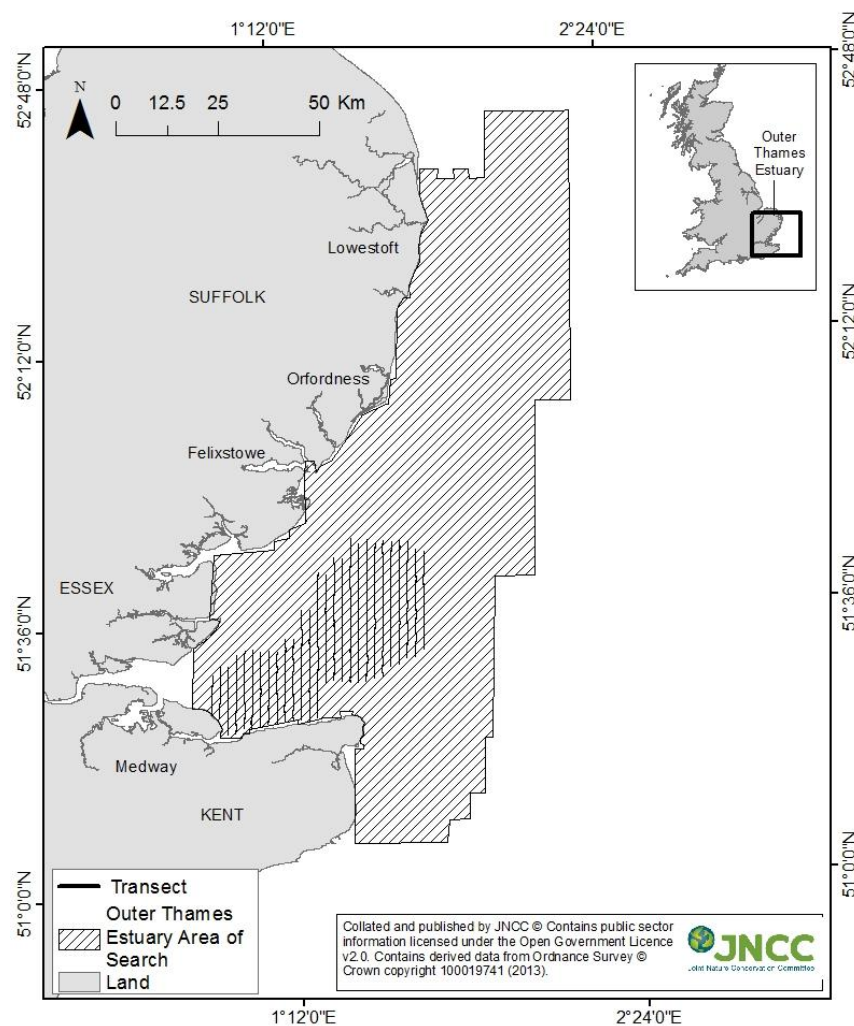 1°12'0"E
2°24'0"E
52°48'0"N
52°48'0"N
N
0 12.5 25 50 Km
Outer
Thames
Estuary
Lowestoft
SUFFOLK
52°12'0"N
52°12'0"N
Orfordness
Felixstowe
ESSEX
51°36'0"N
51°36'0"N
Medway
KENT
51°0'0"N
51°0'0"N
Transect
Outer Thames
Estuary Area of
Search
Land
Collated and published by JNCC © Contains public sector
information licensed under the Open Government Licence
v2.0. Contains derived data from Ordnance Survey ©
Crown copyright 100019741 (2013).
JNCC
Joint Nature Conservation Committee
1°12'0"E
2°24'0"E